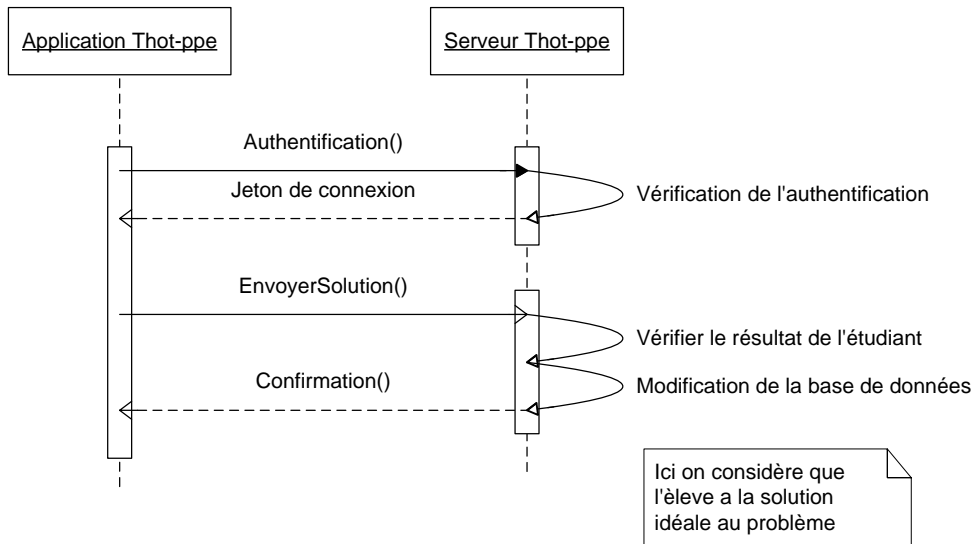 Application Thot-ppe
Serveur Thot-ppe
Authentification()
Jeton de connexion
Vérification de l'authentification
EnvoyerSolution()
Vérifier le résultat de l'étudiant
Confirmation()
Modification de la base de données
Ici on considère que
l'èleve a la solution
idéale au problème